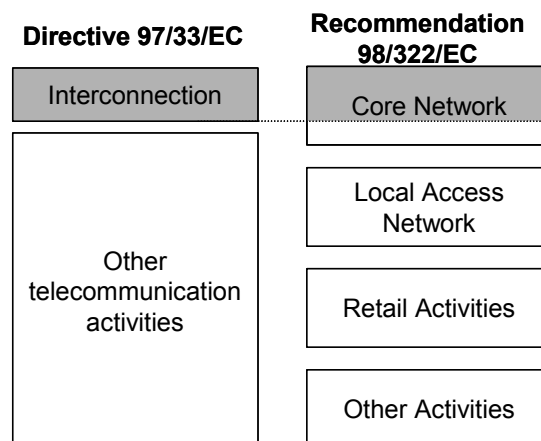 Directive 97/33/EC
Interconnection
Other
telecommunication
activities
Recommendation
98/322/EC
Core Network
Local Access
Network
Retail Activities
Other Activities